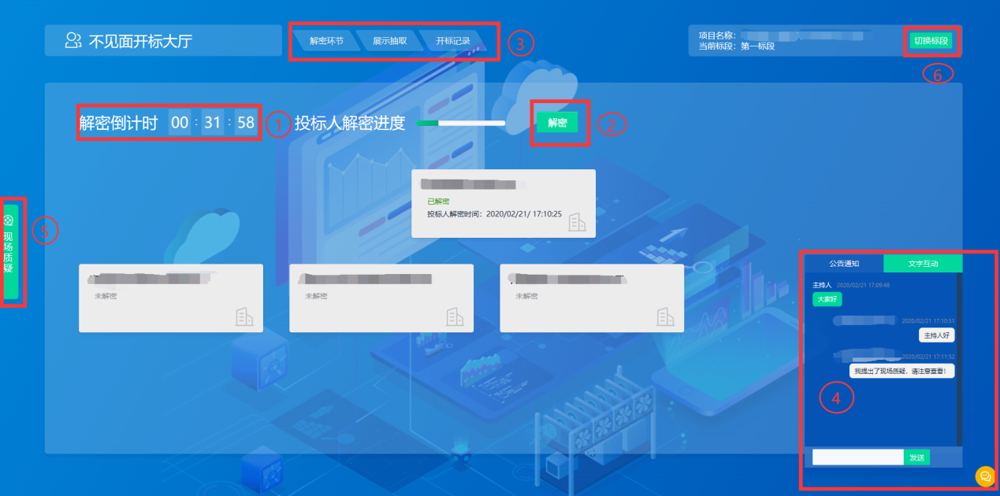 不见面开标大厅
解密环节 展示抽取 开标记录
③
项目名称：
当前标段：第一标段
切换标段
⑥
解密倒计时 00 : 31 : 58
①
投标人解密进度
解密
②
已解密
投标人解密时间：2020/02/21/ 17:10:25
现场质疑
⑤
未解密
未解密
未解密
公告通知 文字互动
主持人 2020/02/21 17:09:46
大家好
2020/02/21 17:10:51
主持人好
2020/02/21 17:11:52
我提出了现场质疑，请注意查看！
④
发送